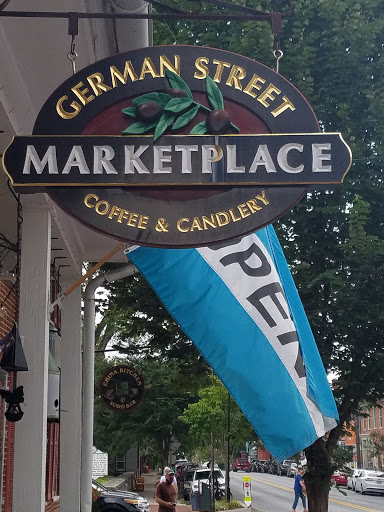 GERMAN STREET
MARKETPLACE
COFFEE & CANDLERY
OPEN